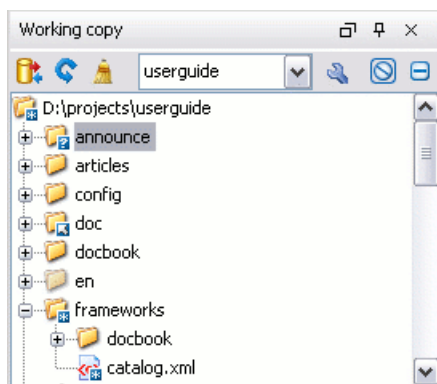 Working copy
userguide
D:\projects\userguide
announce
articles
config
doc
docbook
en
frameworks
docbook
catalog.xml